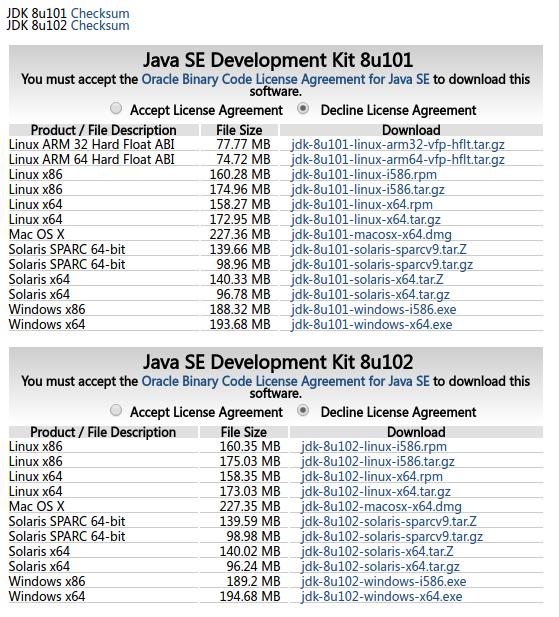 JDK 8u101 Checksum
JDK 8u102 Checksum
Java SE Development Kit 8u101
You must accept the Oracle Binary Code License Agreement for Java SE to download this
software.
Accept License Agreement Decline License Agreement
Product / File Description File Size Download
Linux ARM 32 Hard Float ABI 77.77 MB jdk-8u101-linux-arm32-vfp-hflt.tar.gz
Linux ARM 64 Hard Float ABI 74.72 MB jdk-8u101-linux-arm64-vfp-hflt.tar.gz
Linux x86 160.28 MB jdk-8u101-linux-i586.rpm
Linux x86 174.96 MB jdk-8u101-linux-i586.tar.gz
Linux x64 158.27 MB jdk-8u101-linux-x64.rpm
Linux x64 172.95 MB jdk-8u101-linux-x64.tar.gz
Mac OS X 227.36 MB jdk-8u101-macosx-x64.dmg
Solaris SPARC 64-bit 139.66 MB jdk-8u101-solaris-sparcv9.tar.Z
Solaris SPARC 64-bit 98.96 MB jdk-8u101-solaris-sparcv9.tar.gz
Solaris x64 140.33 MB jdk-8u101-solaris-x64.tar.Z
Solaris x64 96.78 MB jdk-8u101-solaris-x64.tar.gz
Windows x86 188.32 MB jdk-8u101-windows-i586.exe
Windows x64 193.68 MB jdk-8u101-windows-x64.exe
Java SE Development Kit 8u102
You must accept the Oracle Binary Code License Agreement for Java SE to download this
software.
Accept License Agreement Decline License Agreement
Product / File Description File Size Download
Linux x86 160.35 MB jdk-8u102-linux-i586.rpm
Linux x86 175.03 MB jdk-8u102-linux-i586.tar.gz
Linux x64 158.35 MB jdk-8u102-linux-x64.rpm
Linux x64 173.03 MB jdk-8u102-linux-x64.tar.gz
Mac OS X 227.35 MB jdk-8u102-macosx-x64.dmg
Solaris SPARC 64-bit 139.59 MB jdk-8u102-solaris-sparcv9.tar.Z
Solaris SPARC 64-bit 98.98 MB jdk-8u102-solaris-sparcv9.tar.gz
Solaris x64 140.02 MB jdk-8u102-solaris-x64.tar.Z
Solaris x64 96.24 MB jdk-8u102-solaris-x64.tar.gz
Windows x86 189.2 MB jdk-8u102-windows-i586.exe
Windows x64 194.68 MB jdk-8u102-windows-x64.exe